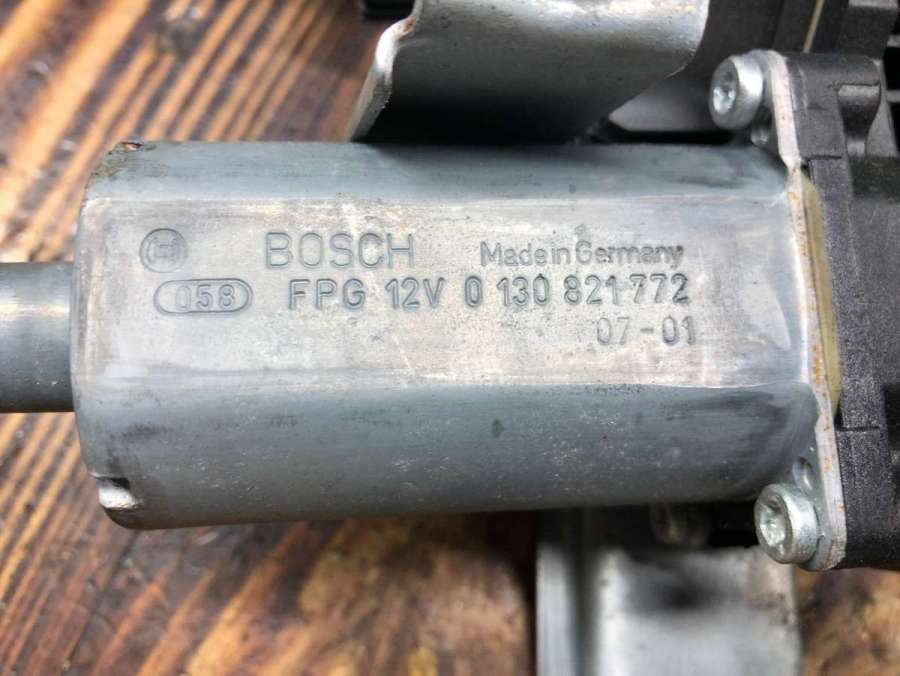 BOSCH Made in Germany
058 FPG 12V 0 130 821 772
07-01